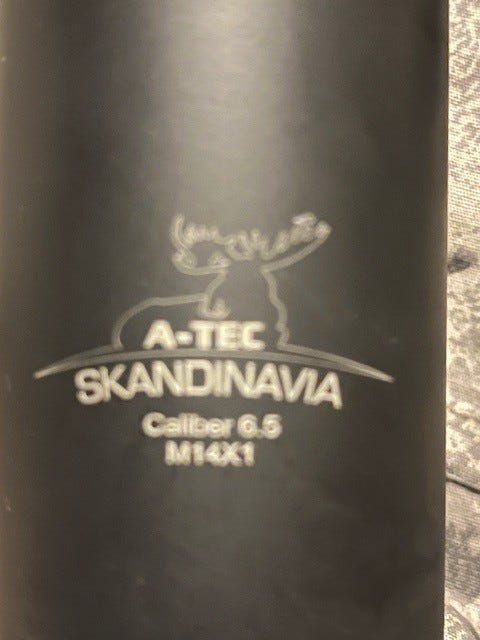 A-TEC
SKANDINAVIA
Caliber 6.5
M14X1